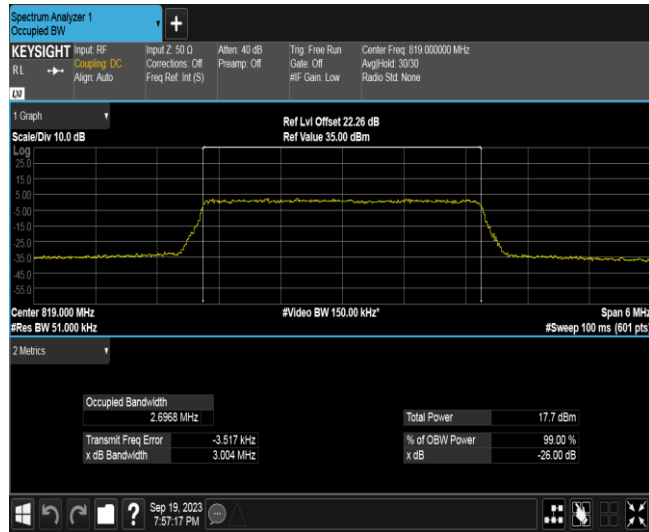 Spectrum Analyzer 1
Occupied BW
+
KEYSIGHT
RL
LXI
Input: RF
Coupling: DC
Align: Auto
Input Z: 50 Ω
Corrections: Off
Freq Ref: Int (S)
Atten: 40 dB
Preamp: Off
Trig: Free Run
Gate: Off
#IF Gain: Low
Center Freq: 819.000000 MHz
Avg|Hold: 30/30
Radio Std: None
1 Graph
Scale/Div 10.0 dB
Ref Lvl Offset 22.26 dB
Ref Value 35.00 dBm
Log
25.0
15.0
5.00
-5.00
-15.0
-25.0
-35.0
-45.0
-55.0
Center 819.000 MHz
#Video BW 150.00 kHz*
Span 6 MHz
#Res BW 51.000 kHz
#Sweep 100 ms (601 pts)
2 Metrics
Occupied Bandwidth
2.6968 MHz
Total Power 17.7 dBm
Transmit Freq Error -3.517 kHz
% of OBW Power 99.00 %
x dB Bandwidth 3.004 MHz
x dB -26.00 dB
?
Sep 19, 2023
7:57:17 PM